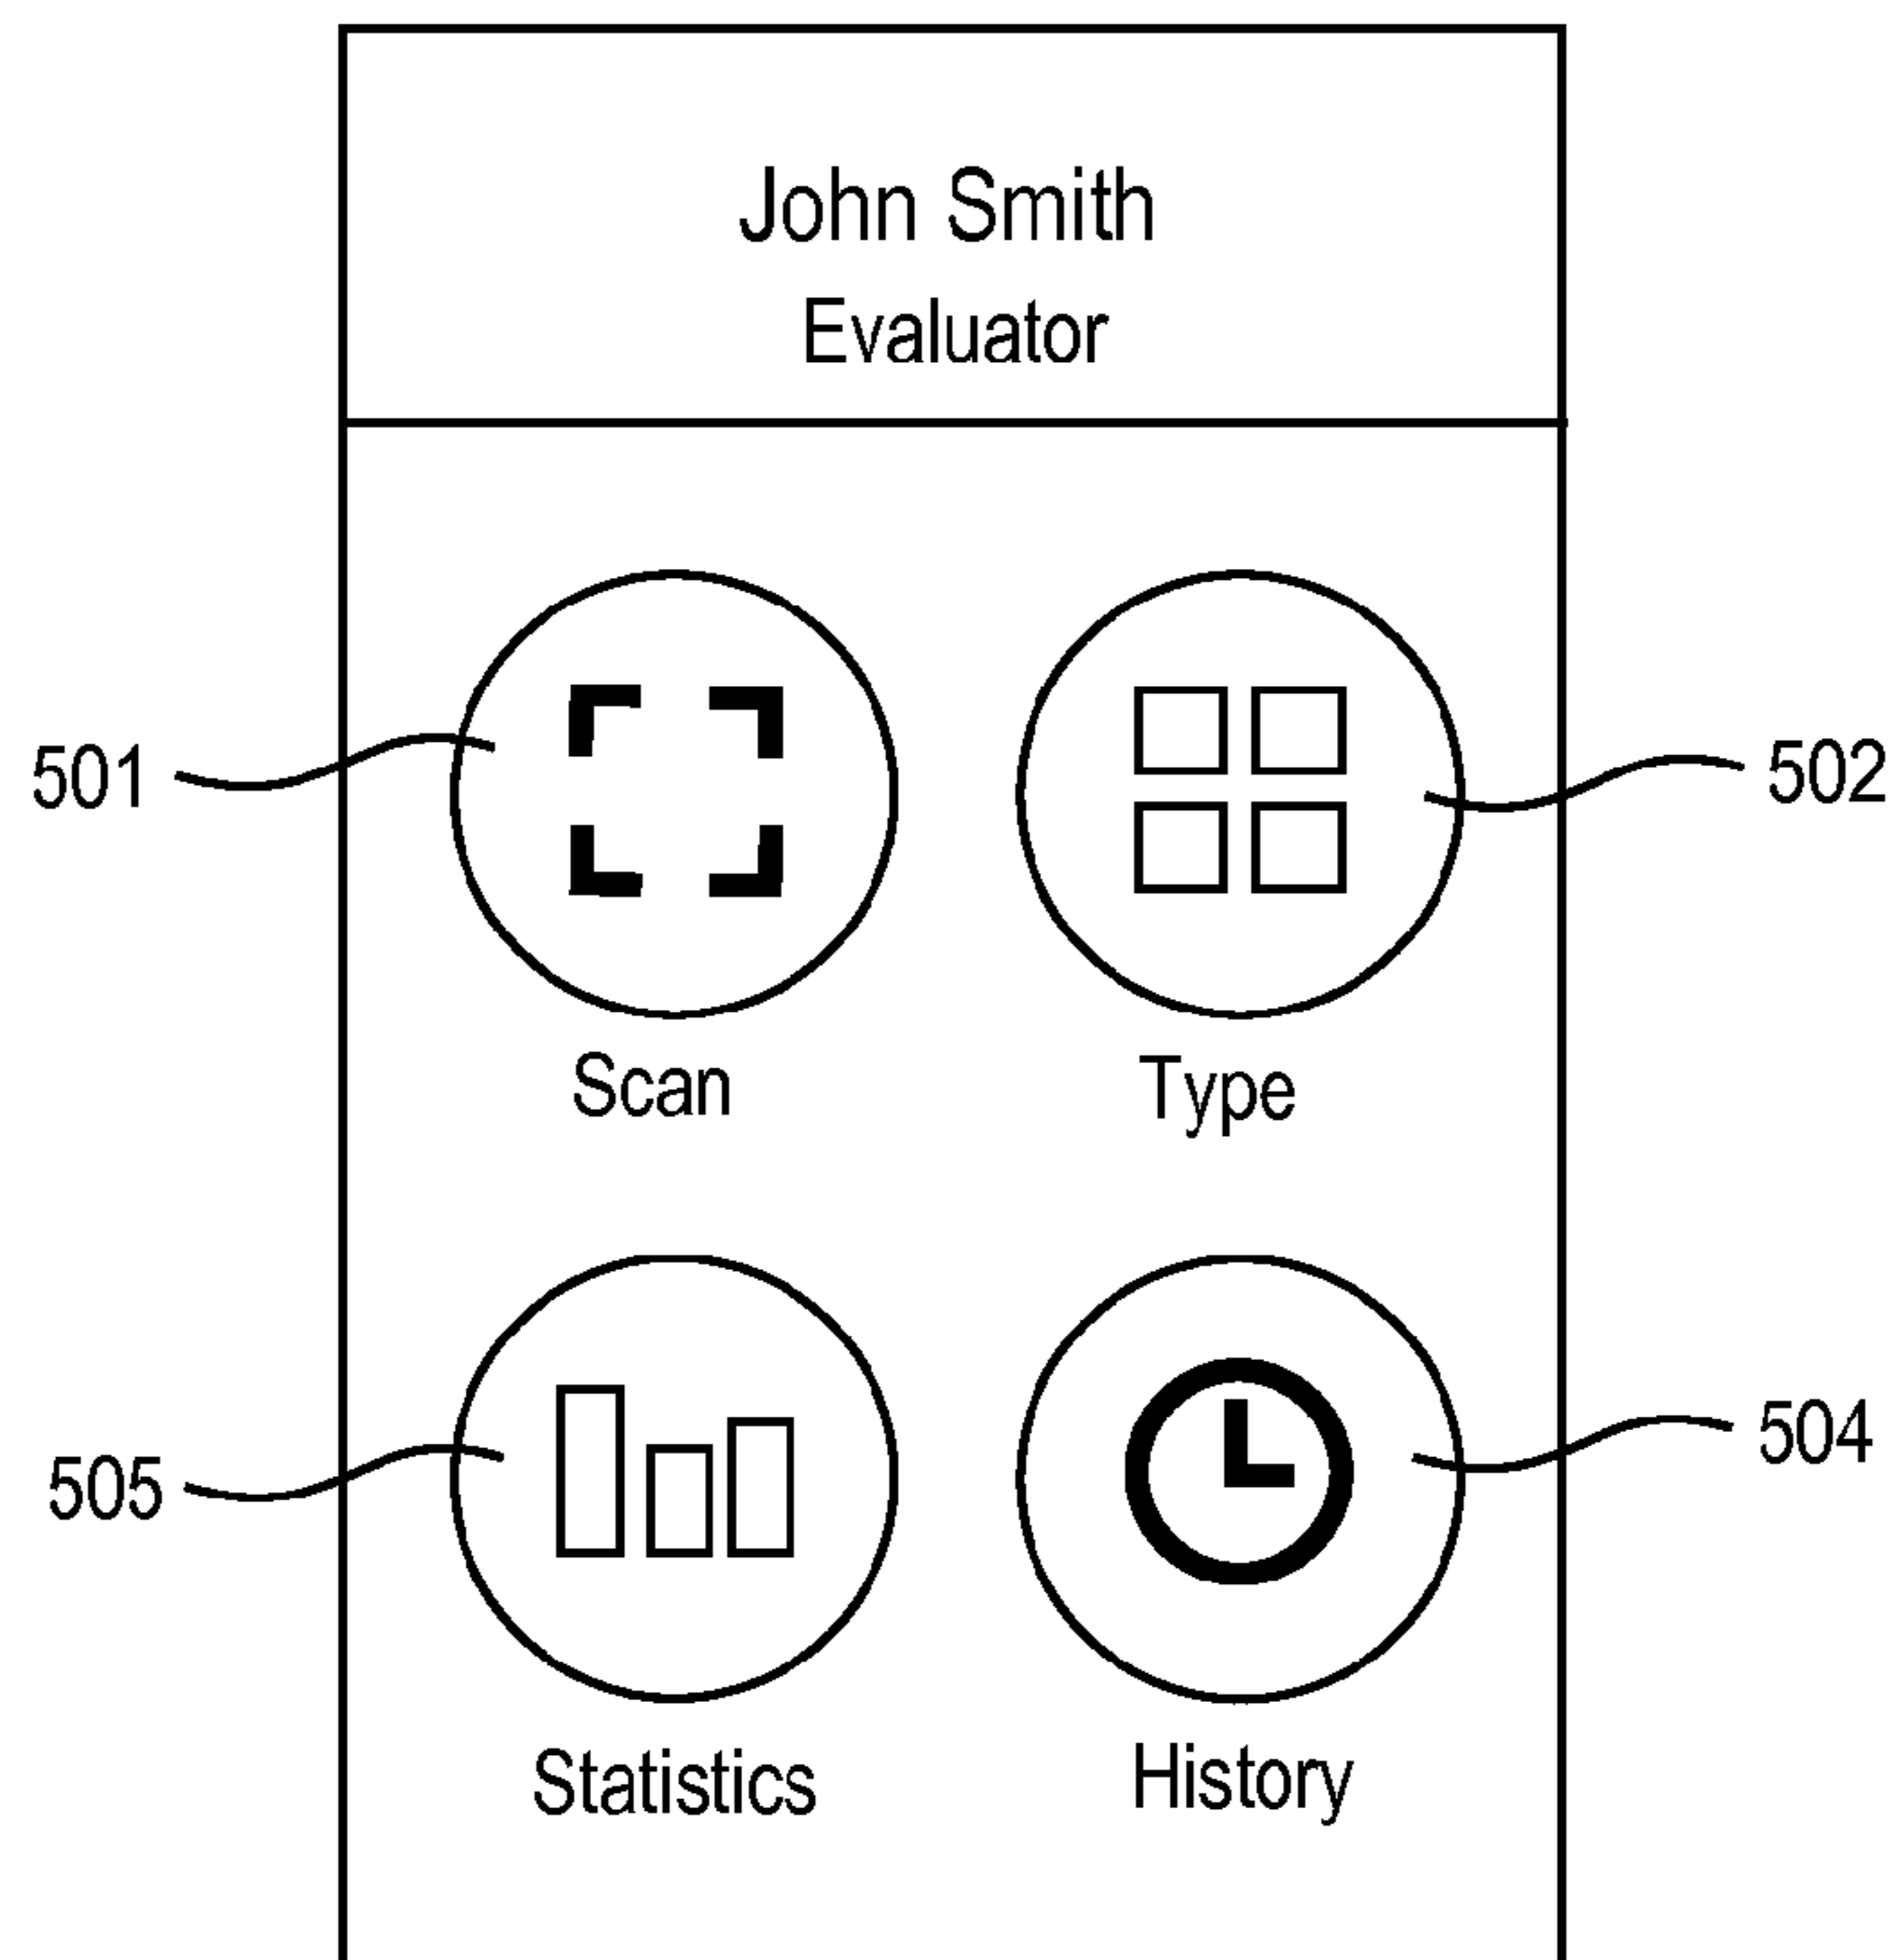 John Smith
Evaluator
501
502
Scan
Type
505
504
Statistics
History